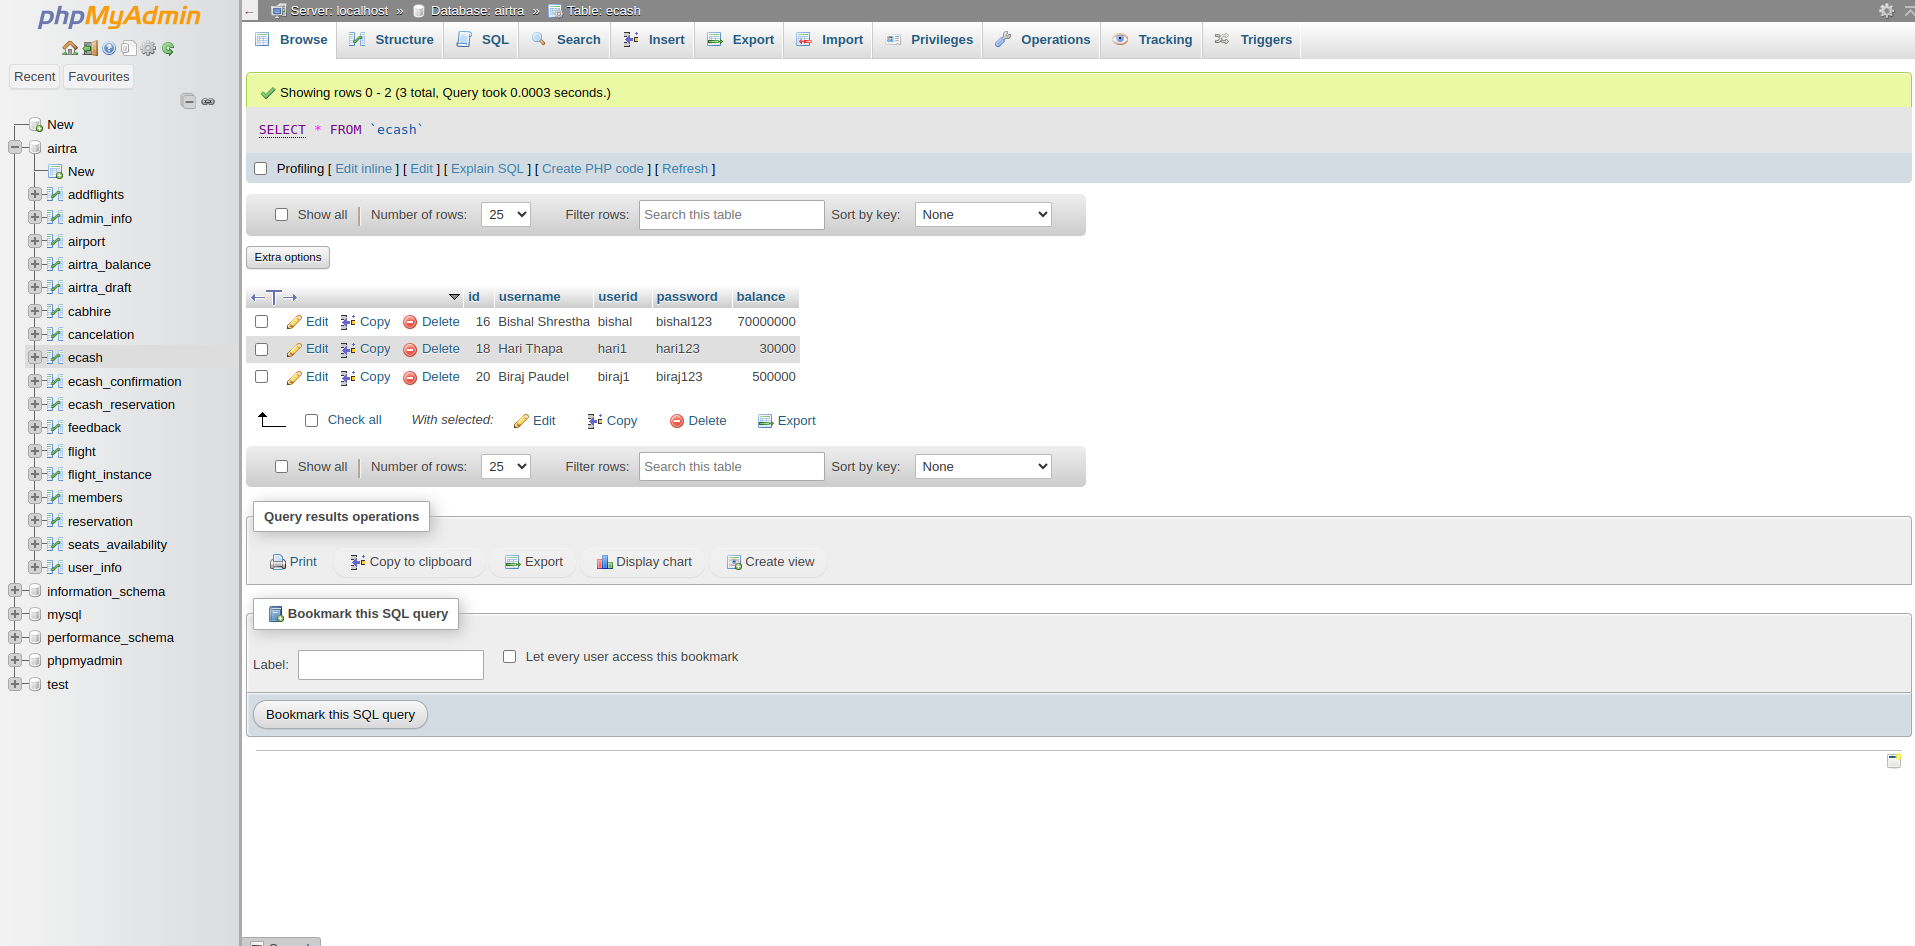 phpMyAdmin
Recent Favourites
New
airtra
New
addflights
admin_info
airport
airtra_balance
airtra_draft
cabhire
cancelation
ecash
ecash_confirmation
ecash_reservation
feedback
flight
flight_instance
members
reservation
seats_availability
user_info
information_schema
mysql
performance_schema
phpmyadmin
test
Server: localhost » Database: airtra » Table: ecash
Browse Structure SQL Search Insert Export Import Privileges Operations Tracking Triggers
Showing rows 0 - 2 (3 total, Query took 0.0003 seconds.)
SELECT * FROM `ecash`
Profiling [ Edit inline ] [ Edit ] [ Explain SQL ] [ Create PHP code ] [ Refresh ]
Show all | Number of rows: 25 Filter rows: Search this table Sort by key: None
Extra options
←T→ id username userid password balance
Edit Copy Delete 16 Bishal Shrestha bishal bishal123 70000000
Edit Copy Delete 18 Hari Thapa hari1 hari123 30000
Edit Copy Delete 20 Biraj Paudel biraj1 biraj123 500000
Check all With selected: Edit Copy Delete Export
Show all | Number of rows: 25 Filter rows: Search this table Sort by key: None
Query results operations
Print Copy to clipboard Export Display chart Create view
Bookmark this SQL query
Label: Let every user access this bookmark
Bookmark this SQL query